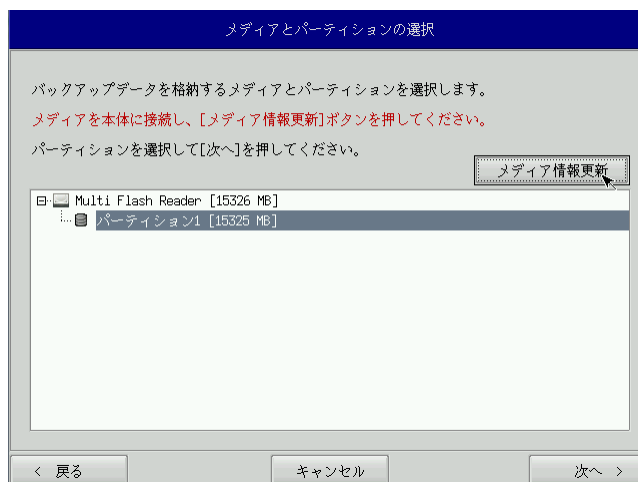 メディアとパーティションの選択
バックアップデータを格納するメディアとパーティションを選択します。
メディアを本体に接続し、[メディア情報更新]ボタンを押してください。
パーティションを選択して[次へ]を押してください。
メディア情報更新
Multi Flash Reader [15326 MB]
パーティション1 [15325 MB]
< 戻る
キャンセル
次へ >